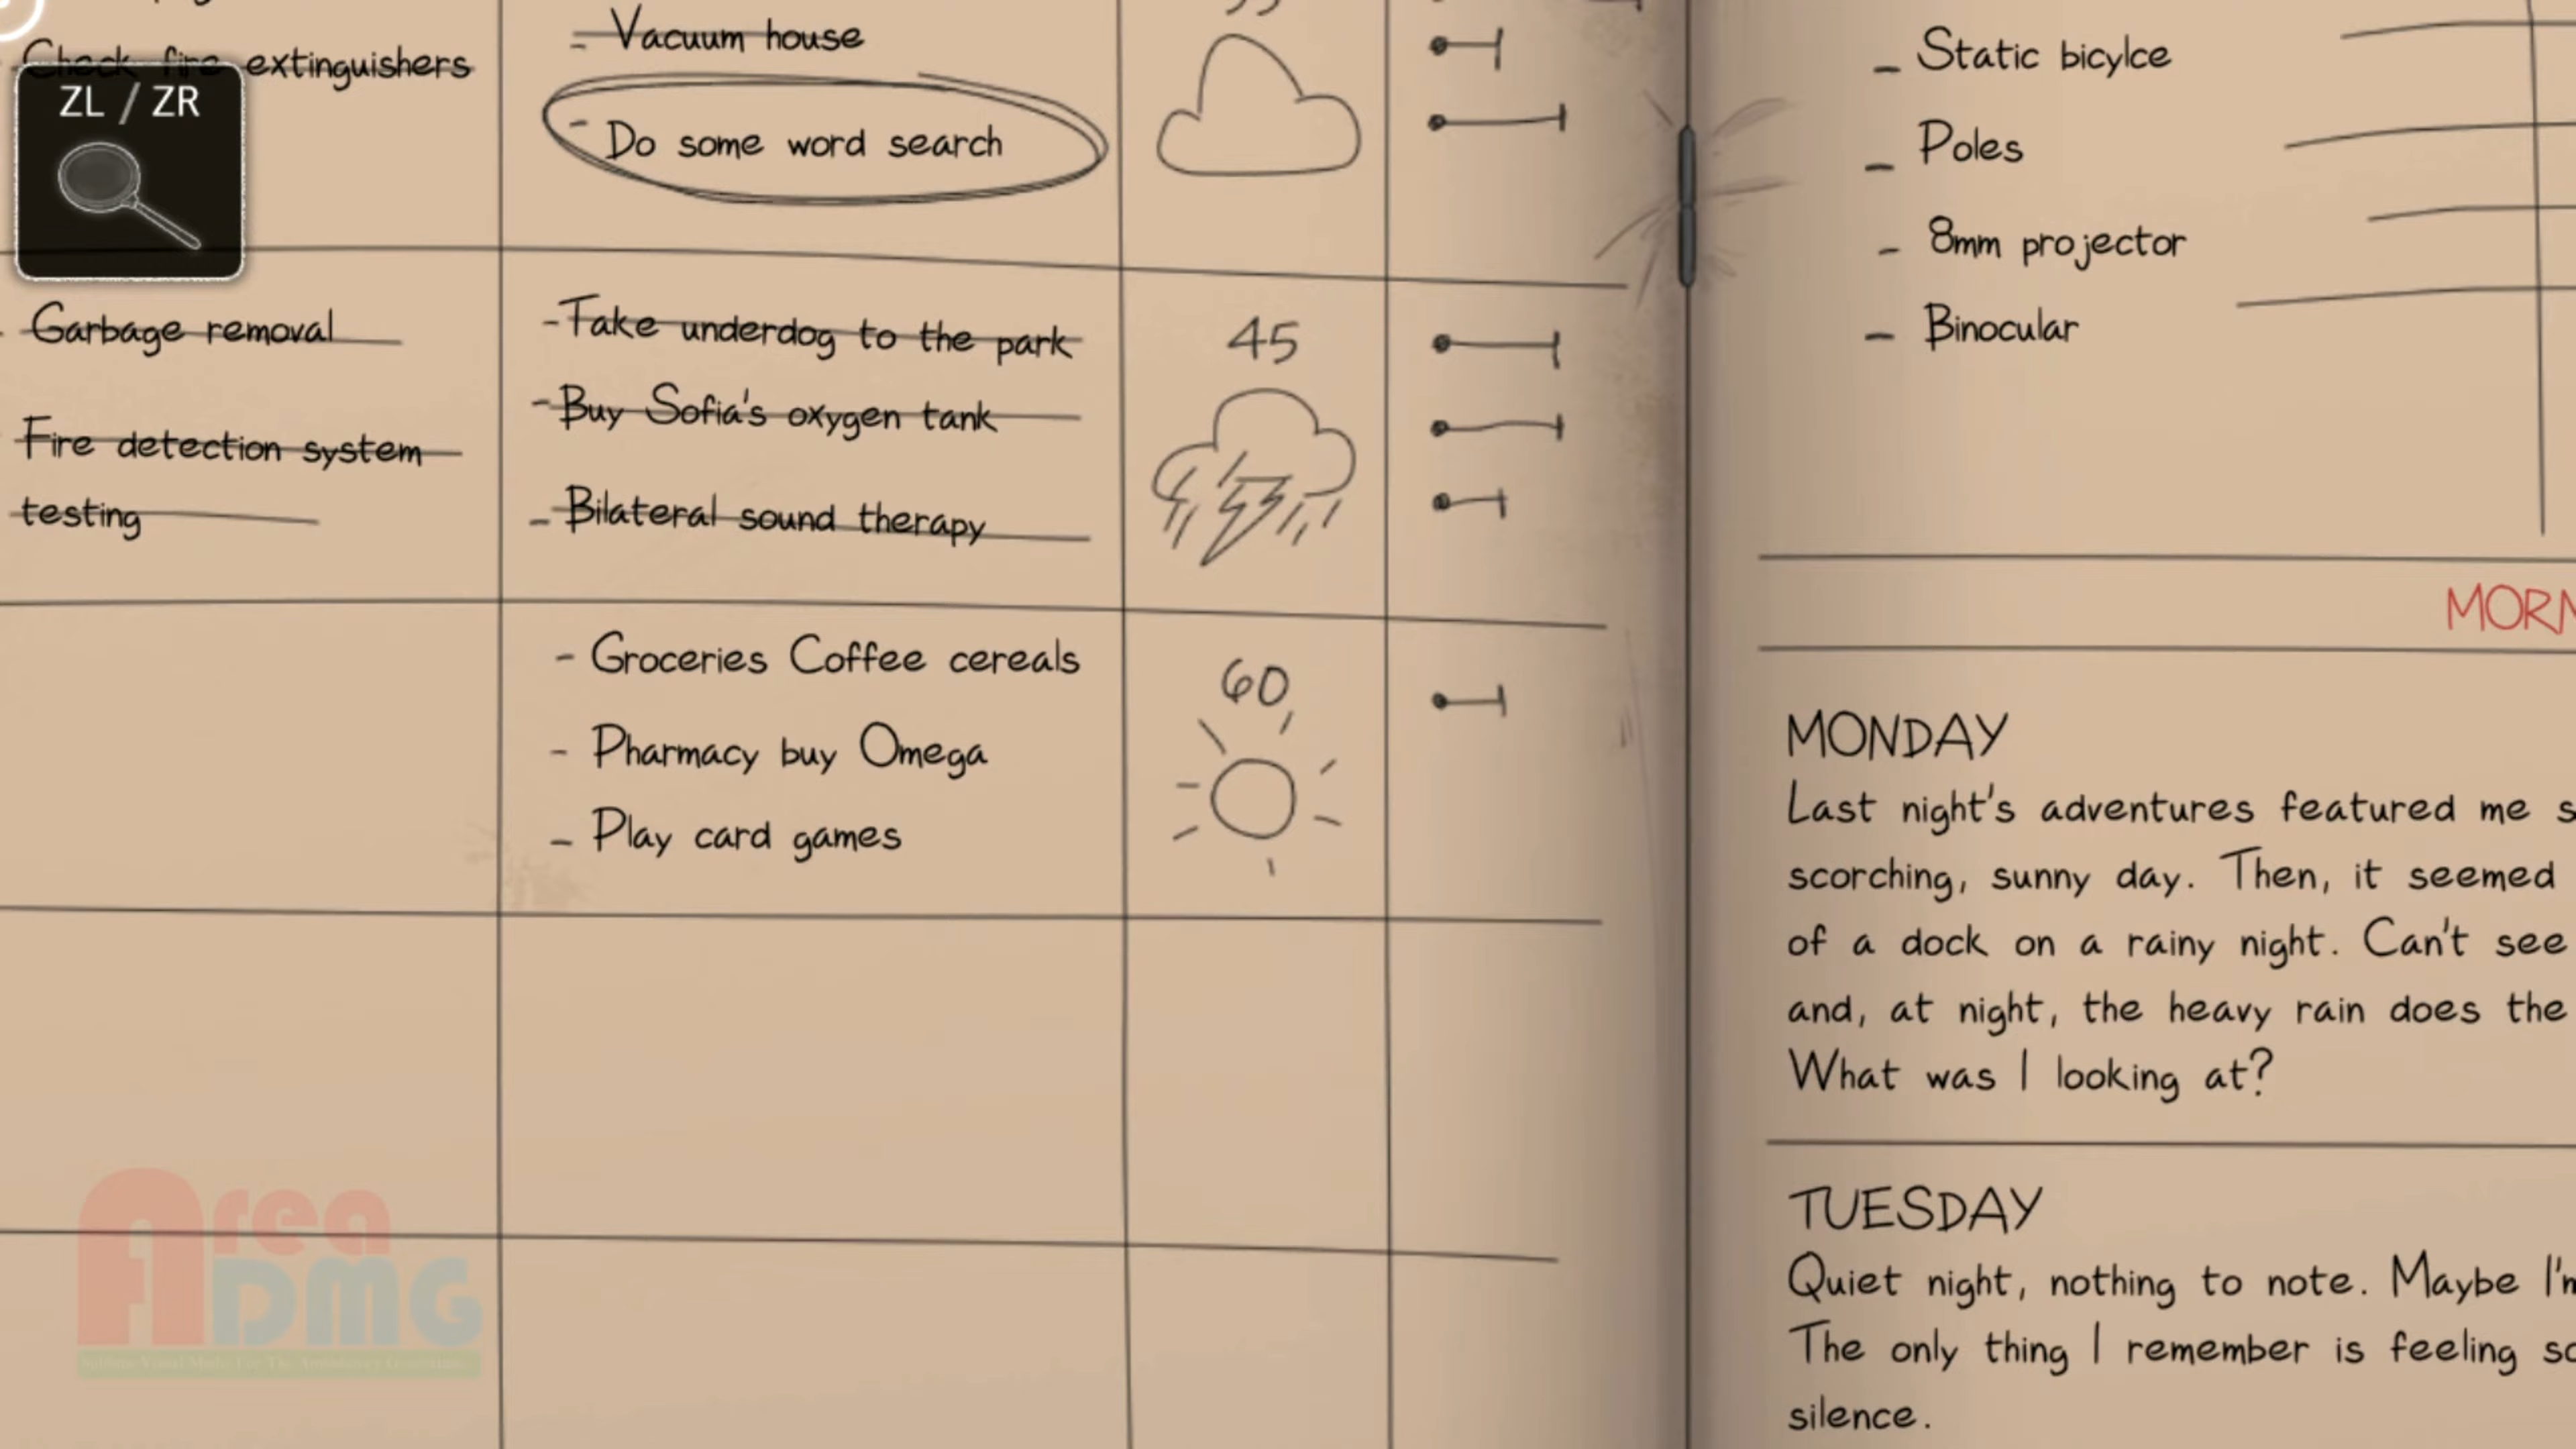 Check fire extinguishers
ZL / ZR
- Vacuum house
- Do some word search
Garbage removal
Fire detection system
testing
- Take underdog to the park
- Buy Sofia's oxygen tank
- Bilateral sound therapy
45
- Groceries Coffee cereals
- Pharmacy buy Omega
- Play card games
60
- Static bicylce
- Poles
- 8mm projector
- Binocular
MORN
MONDAY
Last night's adventures featured me s
scorching, sunny day. Then, it seemed
of a dock on a rainy night. Can't see
and, at night, the heavy rain does the
What was I looking at?
TUESDAY
Quiet night, nothing to note. Maybe I'm
The only thing I remember is feeling so
silence.
Area
DMG